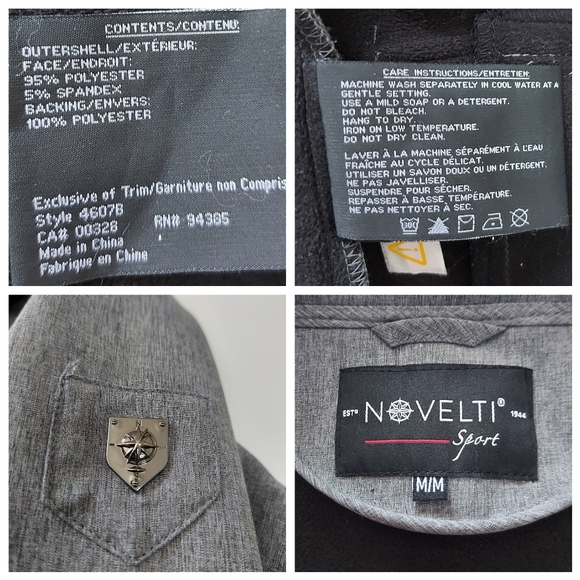 CONTENTS/CONTENU:
OUTERSHELL/EXTÉRIEUR:
FACE/ENDROIT:
95% POLYESTER
5% SPANDEX
BACKING/ENVERS:
100% POLYESTER
Exclusive of Trim/Garniture non Compris
Style 4607B
CA# 00328 RN# 94385
Made in China
Fabrique en Chine
CARE INSTRUCTIONS/ENTRETIEN:
MACHINE WASH SEPARATELY IN COOL WATER AT A
GENTLE SETTING.
USE A MILD SOAP OR A DETERGENT.
DO NOT BLEACH.
HANG TO DRY.
IRON ON LOW TEMPERATURE.
DO NOT DRY CLEAN.
LAVER À LA MACHINE SÉPARÉMENT À L'EAU
FRAÎCHE AU CYCLE DÉLICAT.
UTILISER UN SAVON DOUX OU UN DÉTERGENT.
NE PAS JAVELLISER.
SUSPENDRE POUR SÉCHER.
REPASSER À BASSE TEMPÉRATURE.
NE PAS NETTOYER À SEC.
N
ESTD NOVELTI® 1944
Sport
M/M